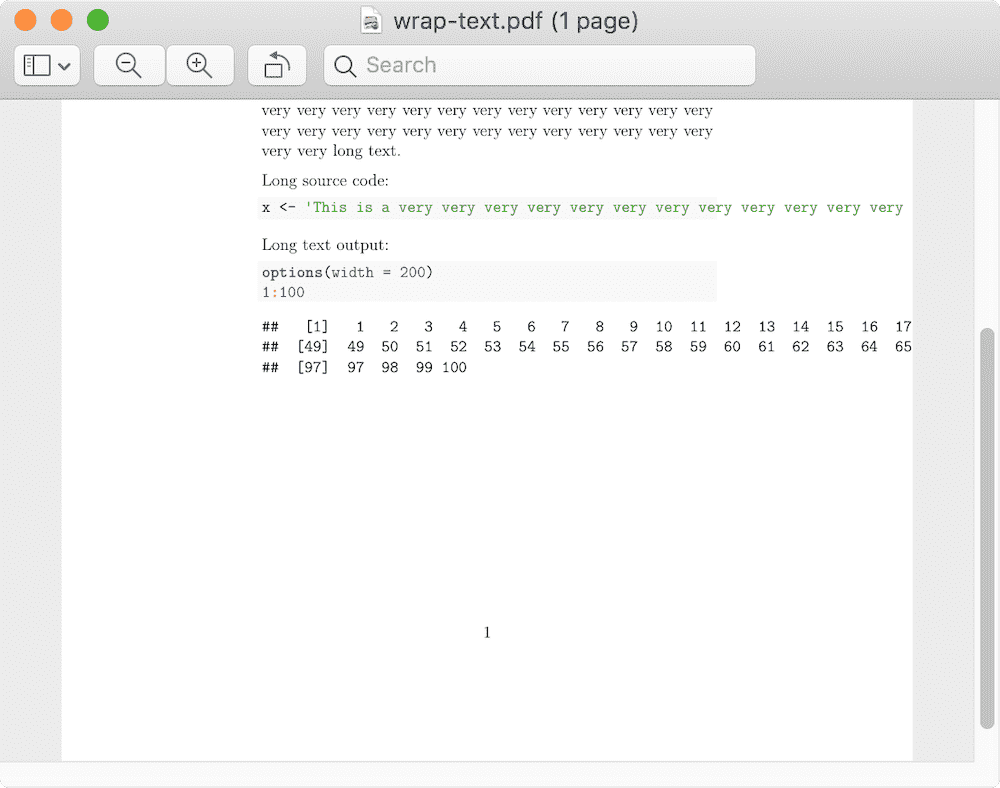 wrap-text.pdf (1 page)
Search
very very very very very very very very very very very very very
very very very very very very very very very very very very very
very very long text.
Long source code:
x <- 'This is a very very very very very very very very very very very very
Long text output:
options(width = 200)
1:100
##   [1]   1   2   3   4   5   6   7   8   9  10  11  12  13  14  15  16  17
##  [49]  49  50  51  52  53  54  55  56  57  58  59  60  61  62  63  64  65
##  [97]  97  98  99 100
1